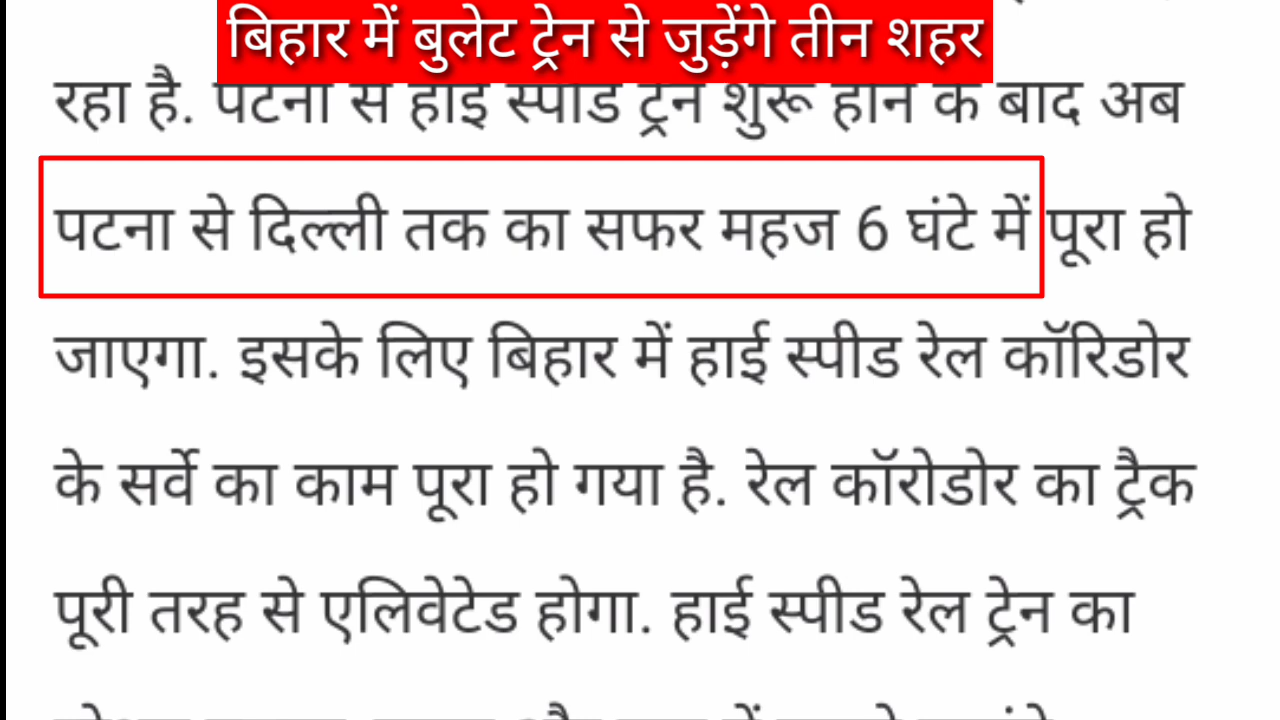 बिहार में बुलेट ट्रेन से जुड़ेंगे तीन शहर
रहा है. पटना से हाई स्पीड ट्रेन शुरू होने के बाद अब
पटना से दिल्ली तक का सफर महज 6 घंटे में पूरा हो
जाएगा. इसके लिए बिहार में हाई स्पीड रेल कॉरिडोर
के सर्वे का काम पूरा हो गया है. रेल कॉरोडोर का ट्रैक
पूरी तरह से एलिवेटेड होगा. हाई स्पीड रेल ट्रेन का